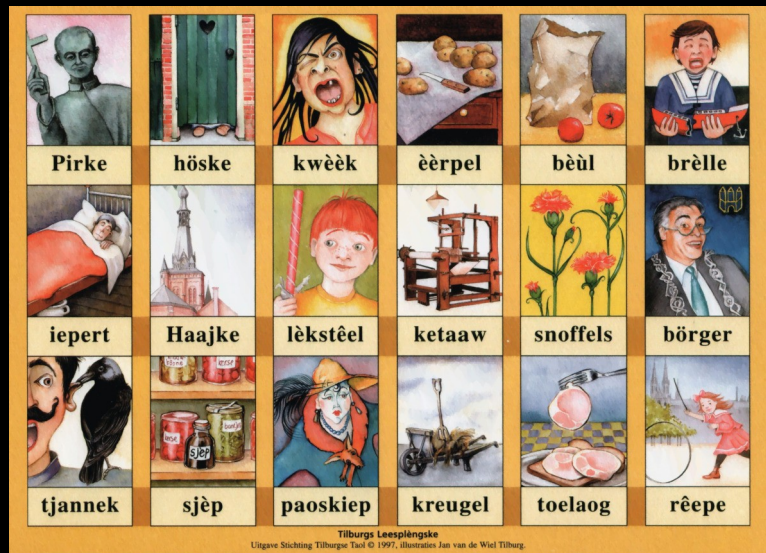 Pirke höske kwèèk èèrpel bèùl brèlle
iepert Haajke lèkstêel ketaaw snoffels börger
sjèp
tjannek sjèp paoskiep kreugel toelaog rêepe
Tilburgs Leesplèngske
Uitgave Stichting Tilburgse Taol © 1997, illustraties Jan van de Wiel Tilburg.